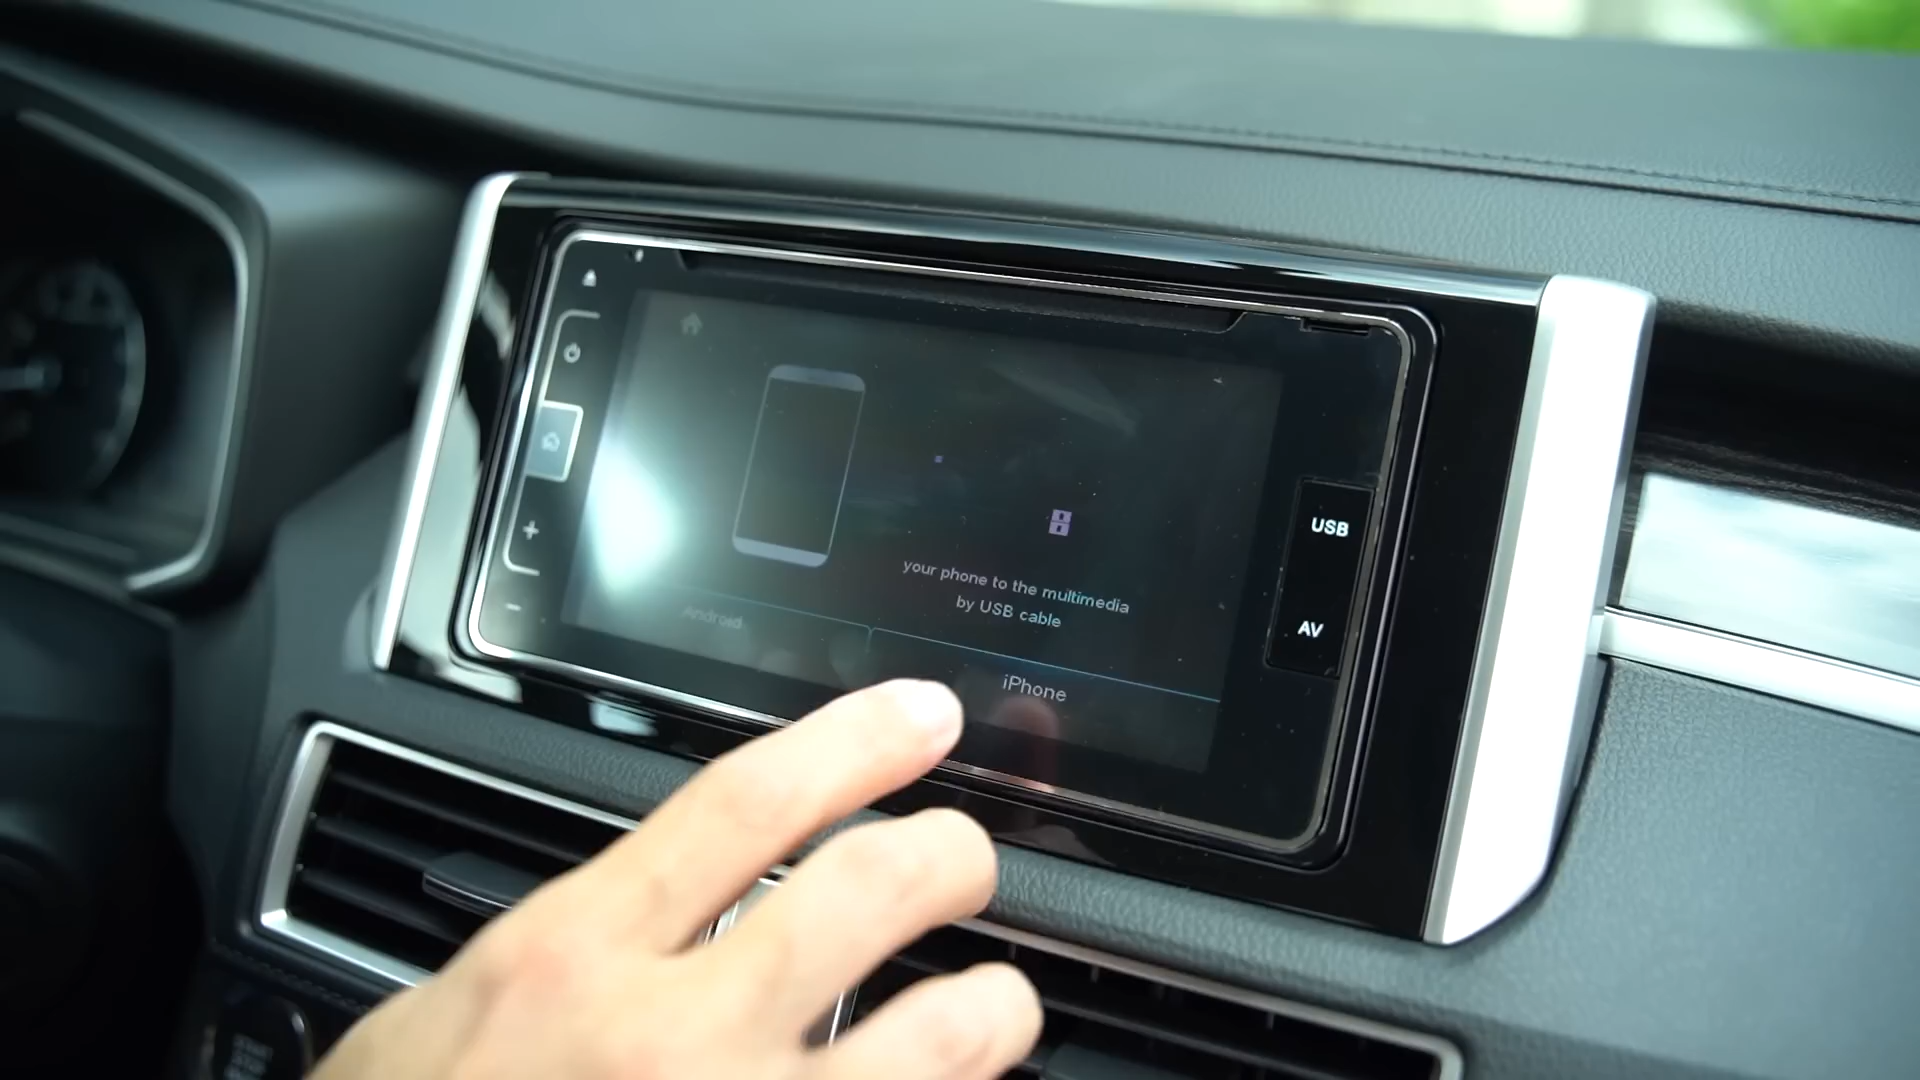 your phone to the multimedia
by USB cable
Android
iPhone
USB
AV